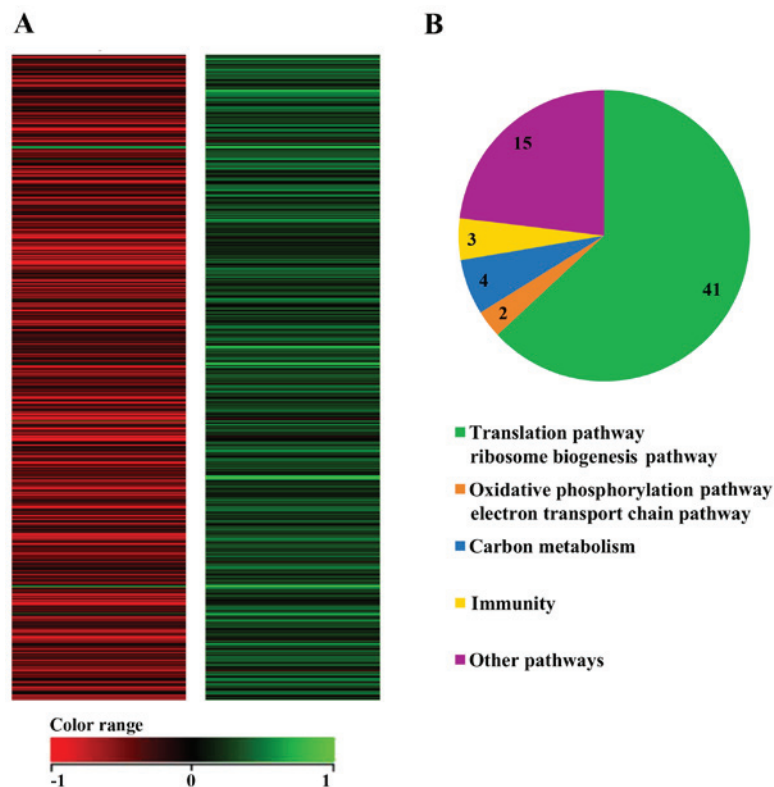 A
B
15
3
4
2
41
Translation pathway
ribosome biogenesis pathway
Oxidative phosphorylation pathway
electron transport chain pathway
Carbon metabolism
Immunity
Other pathways
Color range
-1 0 1